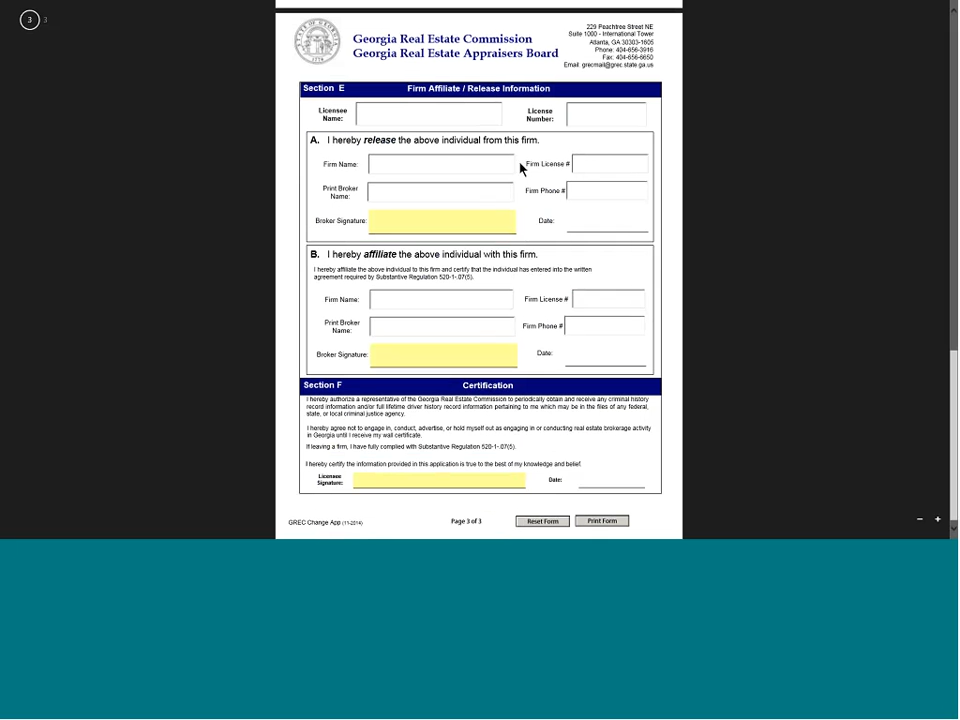 3 3
Georgia Real Estate Commission
Georgia Real Estate Appraisers Board
229 Peachtree Street NE
Suite 1000 - International Tower
Atlanta, GA 30303-1605
Phone: 404-656-3916
Fax: 404-656-6650
Email: grecmail@grec.state.ga.us
Section E Firm Affiliate / Release Information
Licensee Name:
License Number:
A. I hereby release the above individual from this firm.
Firm Name: Firm License #
Print Broker Name: Firm Phone #
Broker Signature: Date:
B. I hereby affiliate the above individual with this firm.
I hereby affiliate the above individual to this firm and certify that the individual has entered into the written
agreement required by Substantive Regulation 520-1-.07(5).
Firm Name: Firm License #
Print Broker Name: Firm Phone #
Broker Signature: Date:
Section F Certification
I hereby authorize a representative of the Georgia Real Estate Commission to periodically obtain and receive any criminal history
record information and/or full lifetime driver history record information pertaining to me which may be in the files of any federal,
state, or local criminal justice agency.
I hereby agree not to engage in, conduct, advertise, or hold myself out as engaging in or conducting real estate brokerage activity
in Georgia until I receive my wall certificate.
If leaving a firm, I have fully complied with Substantive Regulation 520-1-.07(5).
I hereby certify the information provided in this application is true to the best of my knowledge and belief.
Licensee Signature: Date:
GREC Change App (11-2014) Page 3 of 3 Reset Form Print Form